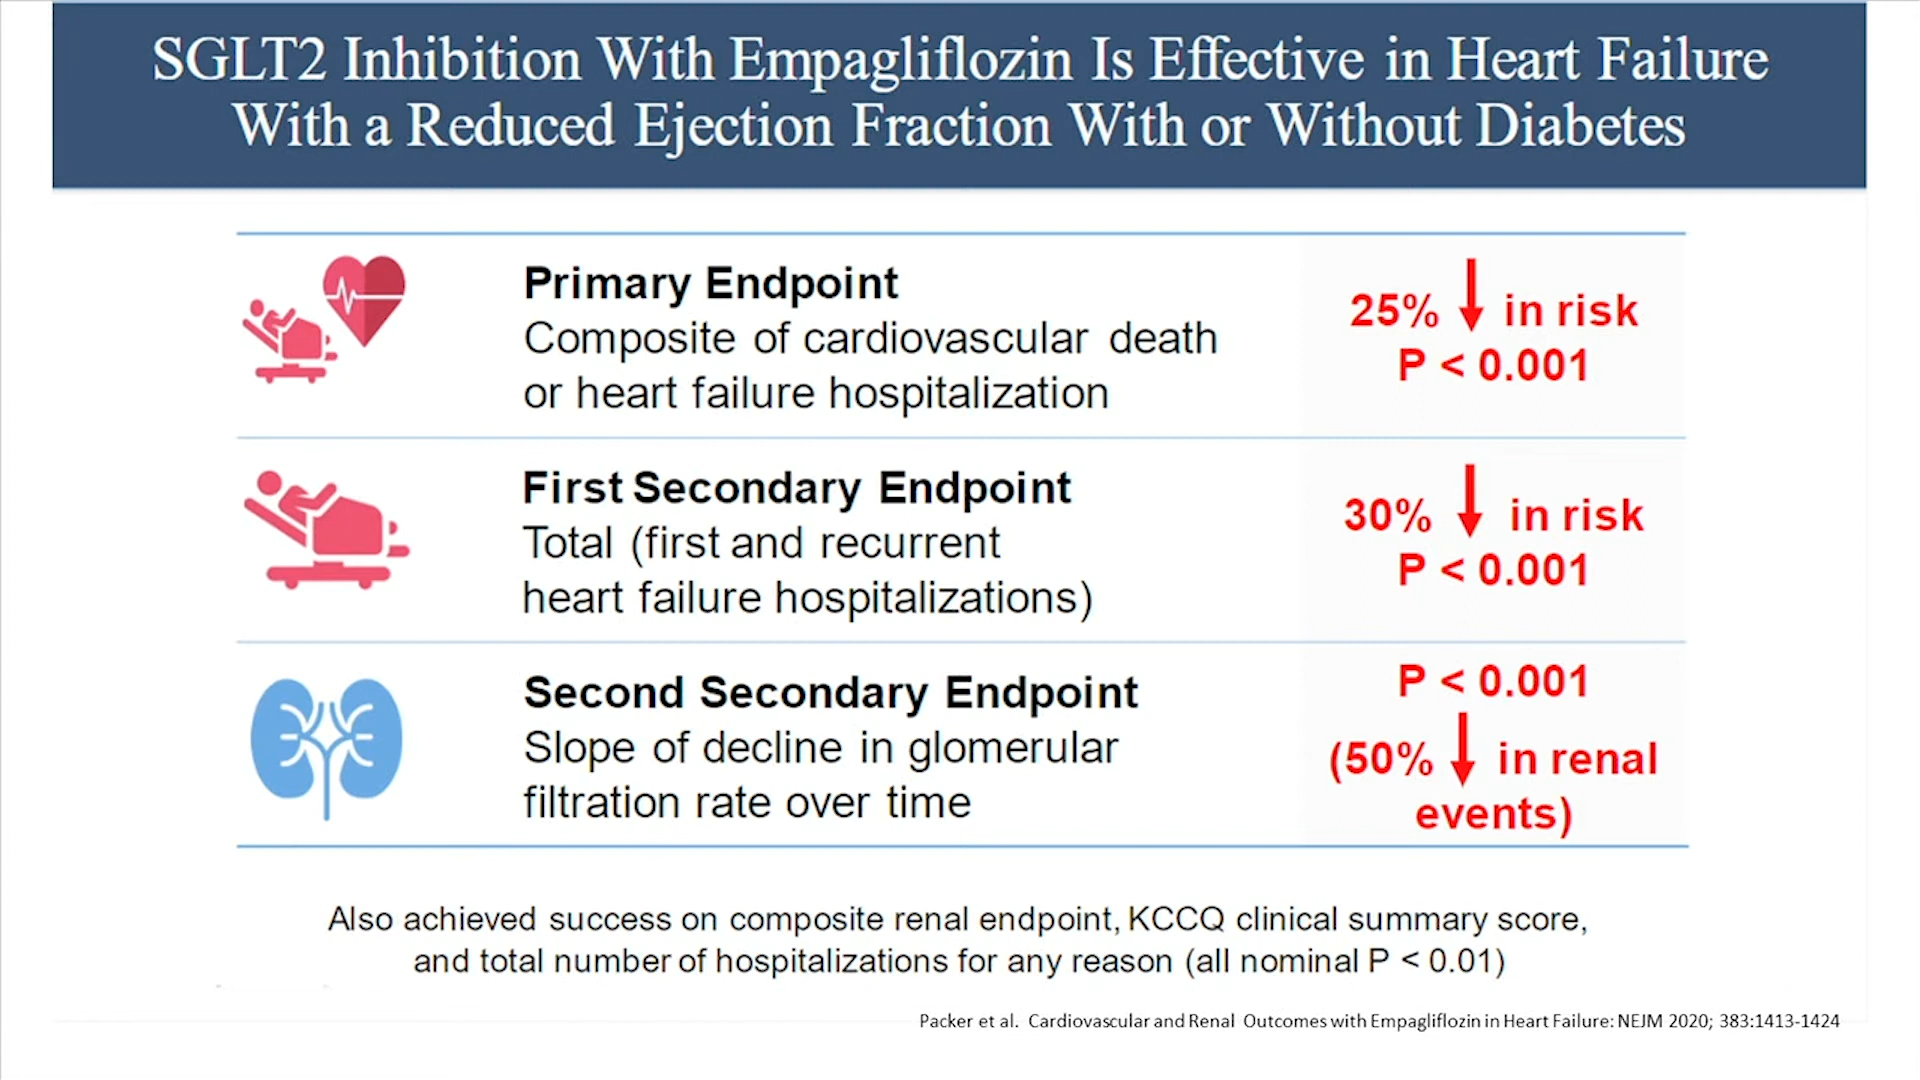 SGLT2 Inhibition With Empagliflozin Is Effective in Heart Failure
With a Reduced Ejection Fraction With or Without Diabetes
Primary Endpoint
Composite of cardiovascular death
or heart failure hospitalization
25% ↓ in risk
P < 0.001
First Secondary Endpoint
Total (first and recurrent
heart failure hospitalizations)
30% ↓ in risk
P < 0.001
Second Secondary Endpoint
Slope of decline in glomerular
filtration rate over time
P < 0.001
(50% ↓ in renal
events)
Also achieved success on composite renal endpoint, KCCQ clinical summary score,
and total number of hospitalizations for any reason (all nominal P < 0.01)
Packer et al. Cardiovascular and Renal Outcomes with Empagliflozin in Heart Failure: NEJM 2020; 383:1413-1424